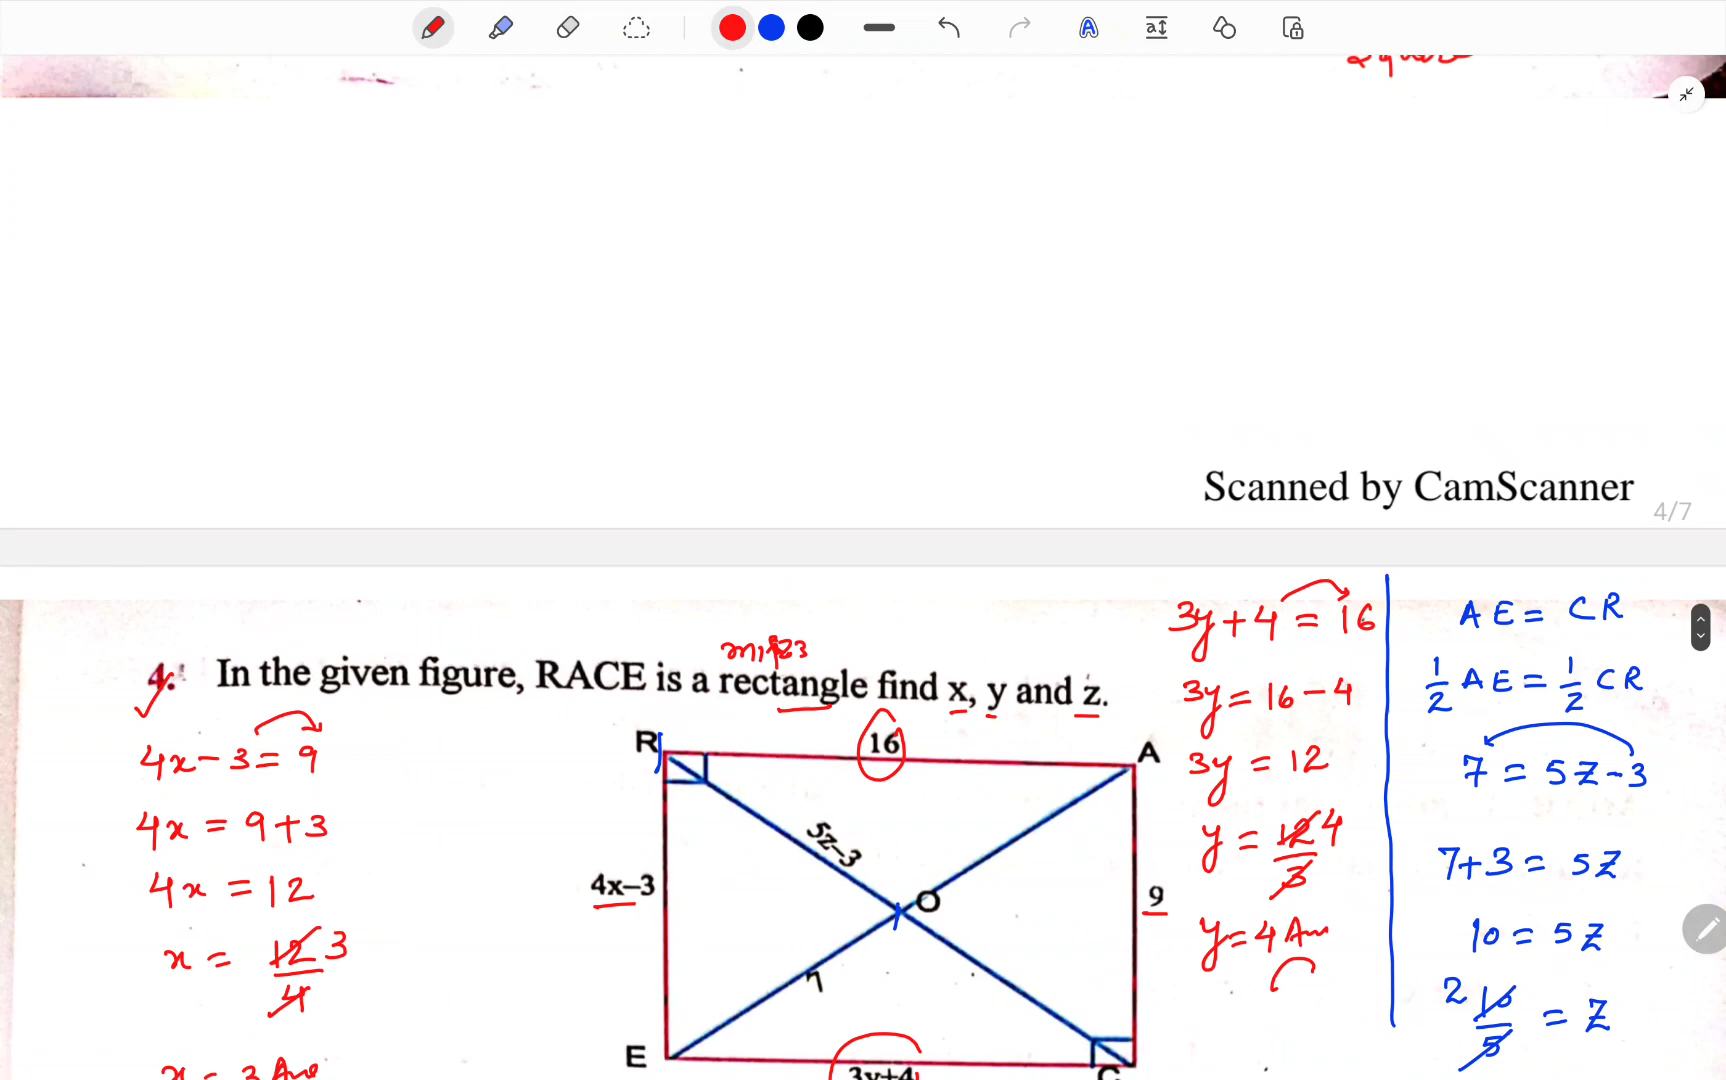 Scanned by CamScanner
4/7
4. In the given figure, RACE is a rectangle find x, y and z.
4x-3 = 9
4x = 9+3
4x = 12
x = 12/4 3
x = 3 Ans
R
16
A
5z-3
4x-3
O
9
7
E
3y+4
C
3y+4 = 16
3y = 16-4
3y = 12
y = 12/3 4
y = 4 Ans
AE = CR
1/2 AE = 1/2 CR
7 = 5z-3
7+3 = 5z
10 = 5z
2 10/5 = z